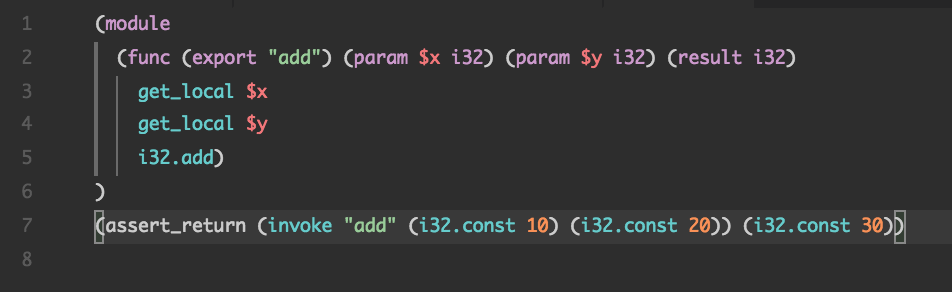 1 (module
2 (func (export "add") (param $x i32) (param $y i32) (result i32)
3 get_local $x
4 get_local $y
5 i32.add)
6 )
7 (assert_return (invoke "add" (i32.const 10) (i32.const 20)) (i32.const 30))
8